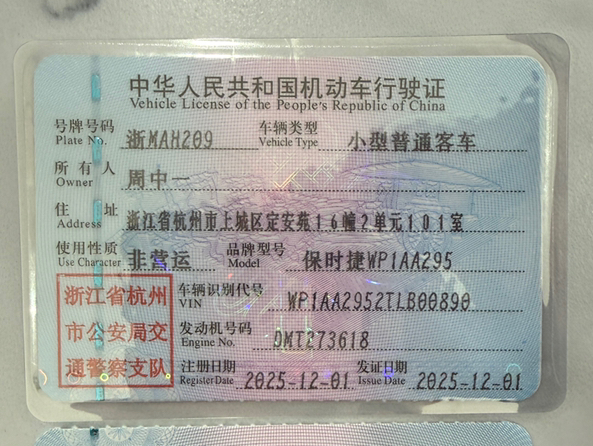 中华人民共和国机动车行驶证
Vehicle License of the People's Republic of China
号牌号码 浙MAH209 车辆类型 小型普通客车
Plate No. Vehicle Type
所有人 周中一
Owner
住址 浙江省杭州市上城区定安苑16幢2单元101室
Address
使用性质 非营运 品牌型号 保时捷WP1AA295
Use Character Model
浙江省杭州
市公安局交
通警察支队
车辆识别代号 WP1AA2952TLB00890
VIN
发动机号码 DMT273618
Engine No.
注册日期 2025-12-01 发证日期 2025-12-01
Register Date Issue Date